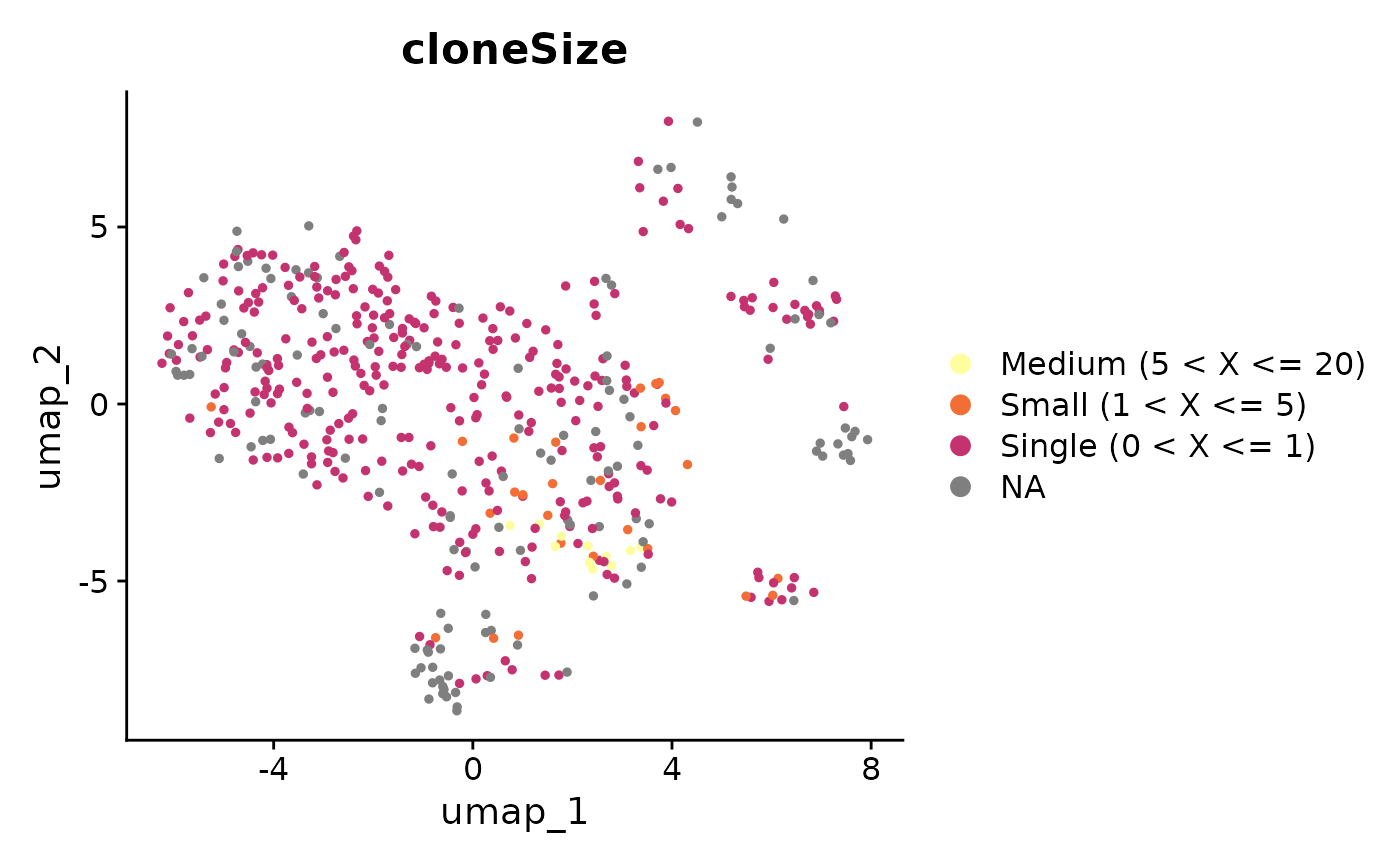 cloneSize
5
0
-5
umap_2
-4
0
4
8
umap_1
Medium (5 < X <= 20)
Small (1 < X <= 5)
Single (0 < X <= 1)
NA